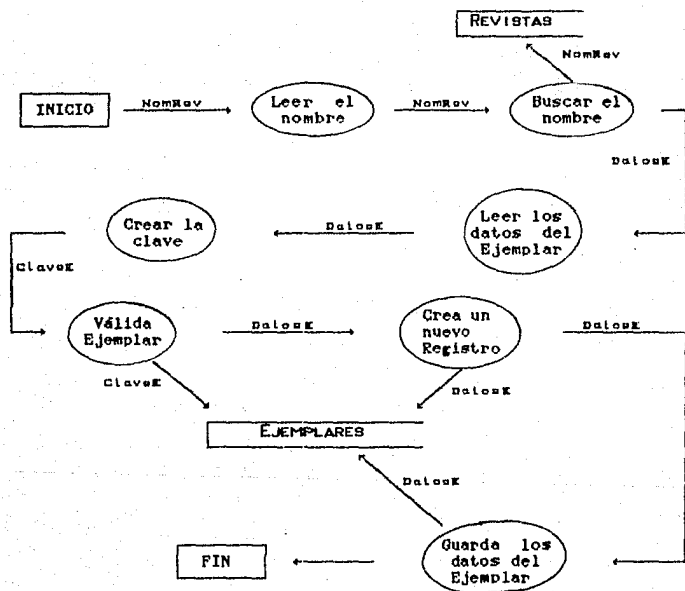 REVISTAS
NomRev
INICIO
NomRev
Leer el
nombre
NomRev
Buscar el
nombre
DatosE
Crear la
clave
DatosE
Leer los
datos del
Ejemplar
ClaveE
Válida
Ejemplar
DatosE
Crea un
nuevo
Registro
DatosE
ClaveE
DatosE
EJEMPLARES
DatosE
FIN
Guarda los
datos del
Ejemplar